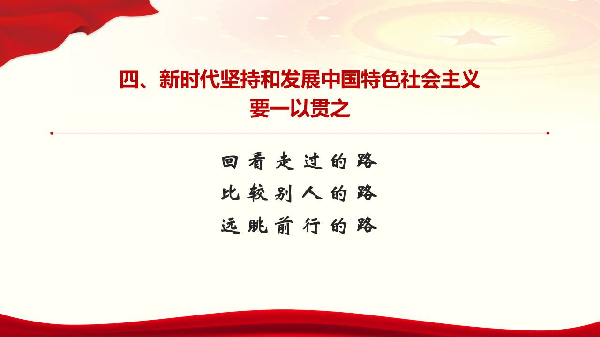 四、新时代坚持和发展中国特色社会主义
要一以贯之
回看走过的路
比较别人的路
远眺前行的路